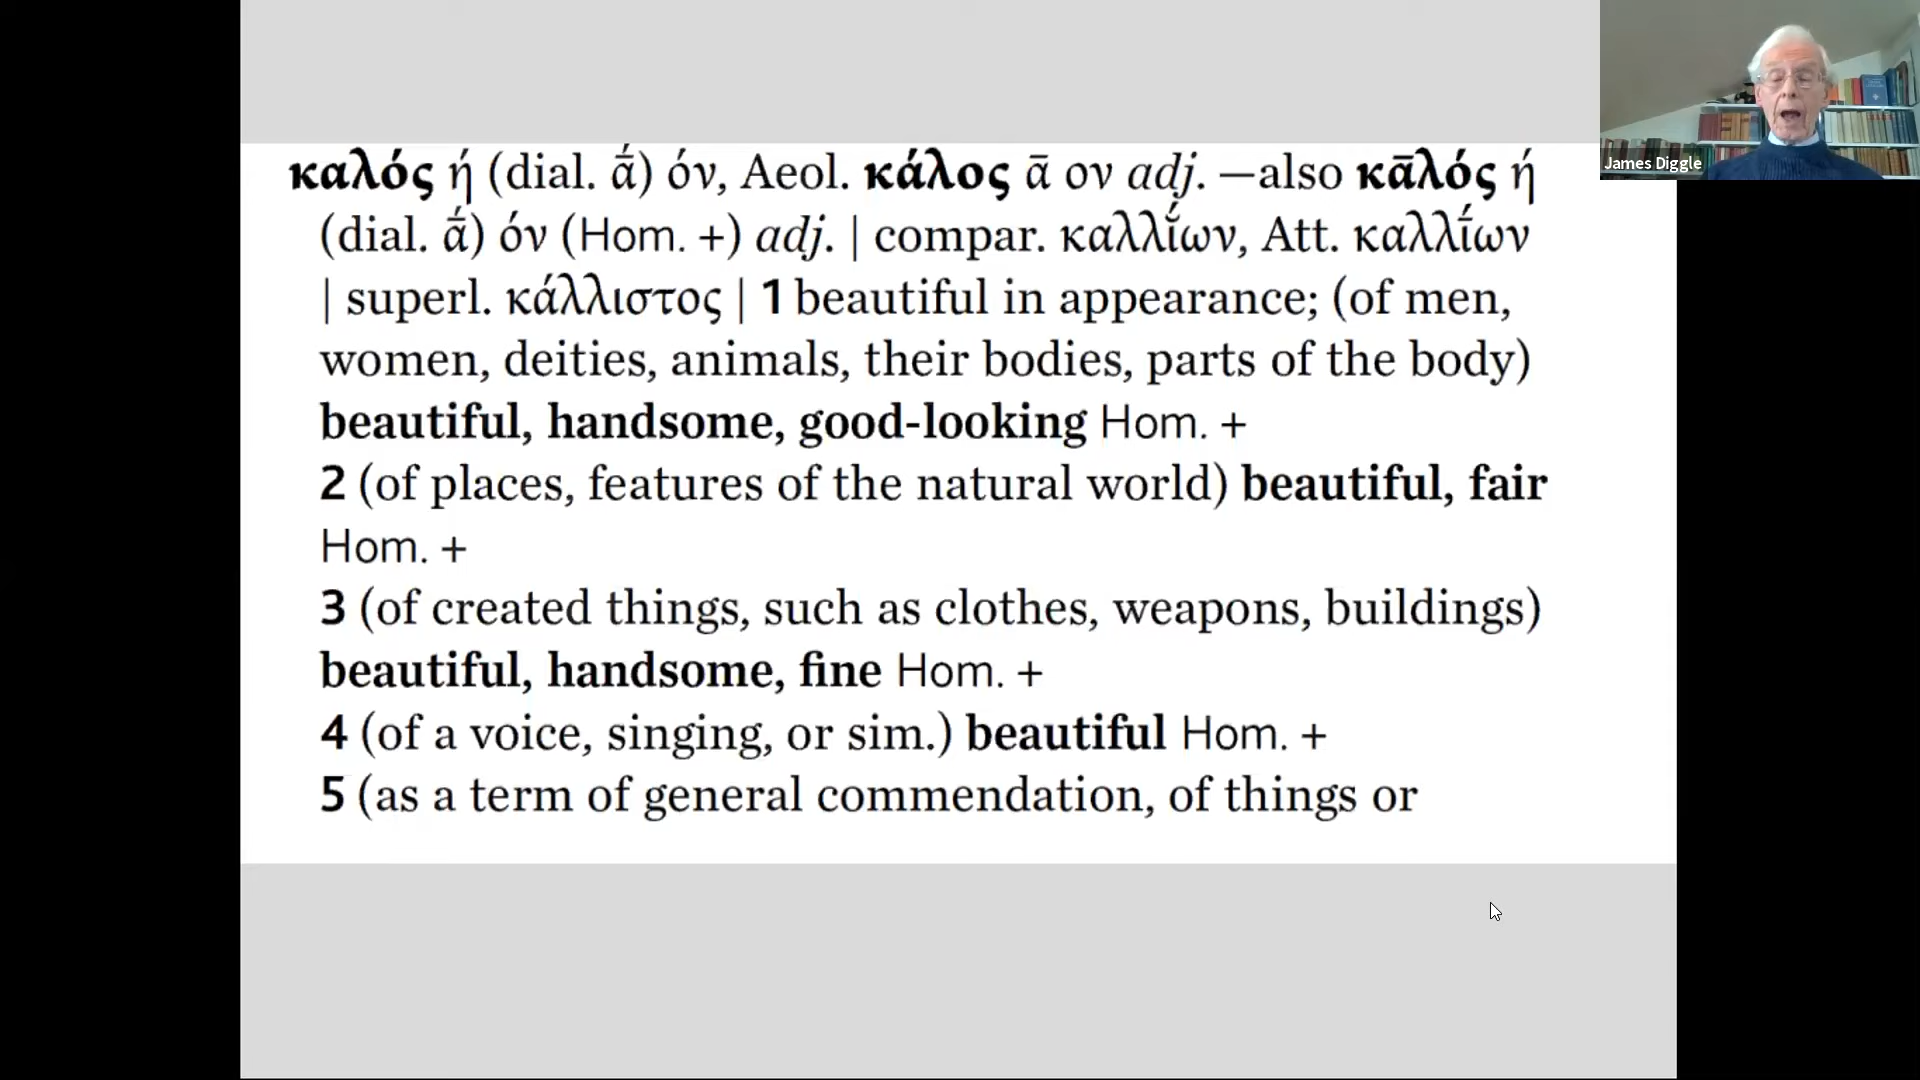 καλός ή (dial. ᾱ́) όν, Aeol. κάλος ᾱ ον adj. —also κᾱλός ή
(dial. ᾱ́) όν (Hom. +) adj. | compar. καλλῑ̆́ων, Att. καλλῑ́ων
| superl. κάλλιστος | 1 beautiful in appearance; (of men,
women, deities, animals, their bodies, parts of the body)
beautiful, handsome, good-looking Hom. +
2 (of places, features of the natural world) beautiful, fair
Hom. +
3 (of created things, such as clothes, weapons, buildings)
beautiful, handsome, fine Hom. +
4 (of a voice, singing, or sim.) beautiful Hom. +
5 (as a term of general commendation, of things or
James Diggle